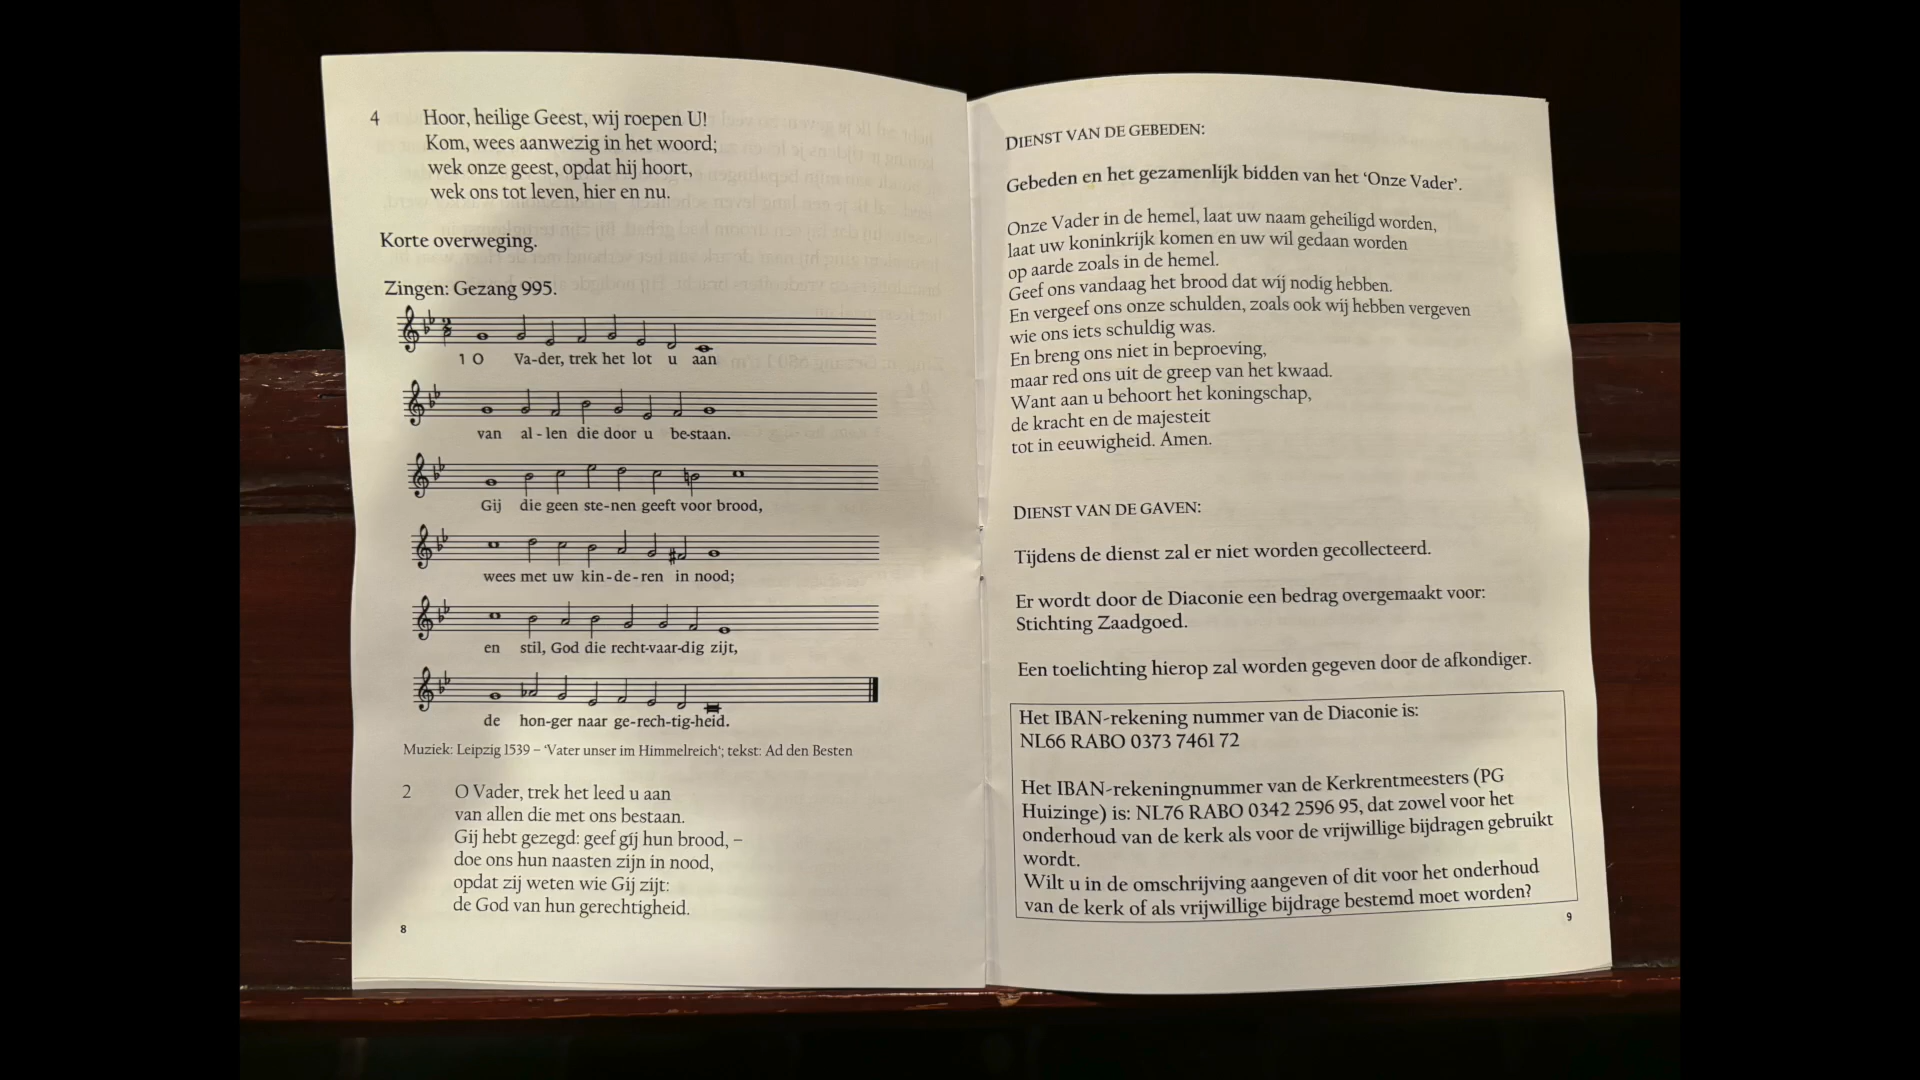 4 Hoor, heilige Geest, wij roepen U!
Kom, wees aanwezig in het woord;
wek onze geest, opdat hij hoort,
wek ons tot leven, hier en nu.
Korte overweging.
Zingen: Gezang 995.
1 O Va-der, trek het lot u aan
van al-len die door u be-staan.
Gij die geen ste-nen geeft voor brood,
wees met uw kin-de-ren in nood;
en stil, God die recht-vaar-dig zijt,
de hon-ger naar ge-rech-tig-heid.
Muziek: Leipzig 1539 – 'Vater unser im Himmelreich'; tekst: Ad den Besten
2 O Vader, trek het leed u aan
van allen die met ons bestaan.
Gij hebt gezegd: geef gij hun brood, –
doe ons hun naasten zijn in nood,
opdat zij weten wie Gij zijt:
de God van hun gerechtigheid.
8
DIENST VAN DE GEBEDEN:
Gebeden en het gezamenlijk bidden van het 'Onze Vader'.
Onze Vader in de hemel, laat uw naam geheiligd worden,
laat uw koninkrijk komen en uw wil gedaan worden
op aarde zoals in de hemel.
Geef ons vandaag het brood dat wij nodig hebben.
En vergeef ons onze schulden, zoals ook wij hebben vergeven
wie ons iets schuldig was.
En breng ons niet in beproeving,
maar red ons uit de greep van het kwaad.
Want aan u behoort het koningschap,
de kracht en de majesteit
tot in eeuwigheid. Amen.
DIENST VAN DE GAVEN:
Tijdens de dienst zal er niet worden gecollecteerd.
Er wordt door de Diaconie een bedrag overgemaakt voor:
Stichting Zaadgoed.
Een toelichting hierop zal worden gegeven door de afkondiger.
Het IBAN-rekening nummer van de Diaconie is:
NL66 RABO 0373 7461 72
Het IBAN-rekeningnummer van de Kerkrentmeesters (PG
Huizinge) is: NL76 RABO 0342 2596 95, dat zowel voor het
onderhoud van de kerk als voor de vrijwillige bijdragen gebruikt
wordt.
Wilt u in de omschrijving aangeven of dit voor het onderhoud
van de kerk of als vrijwillige bijdrage bestemd moet worden?
9